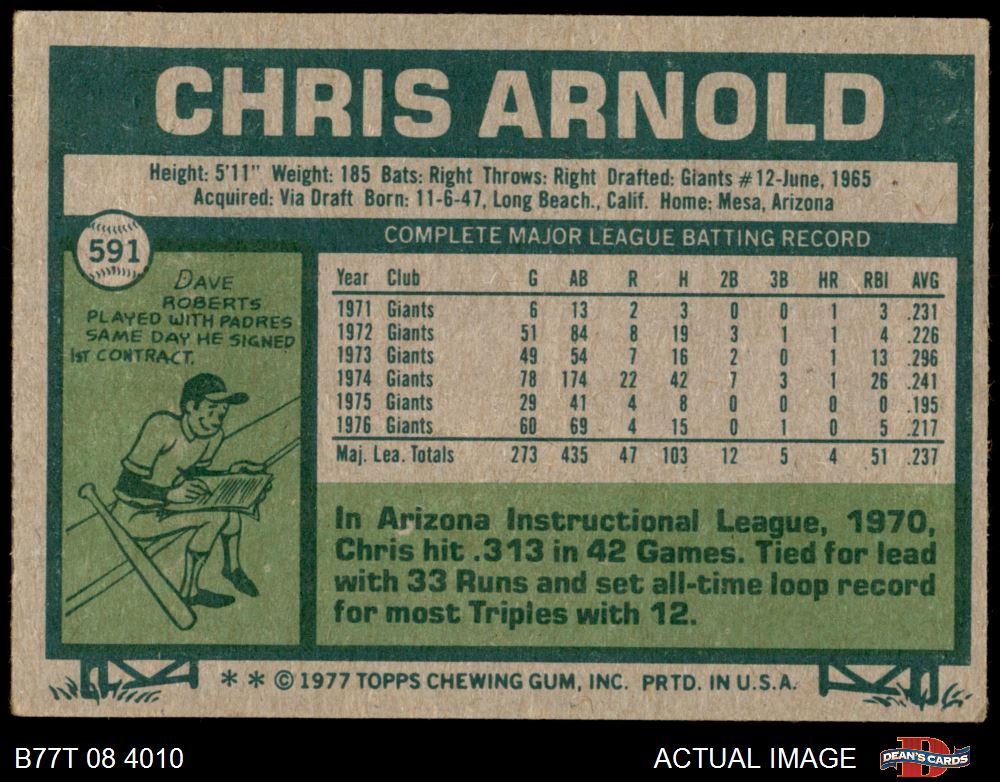 CHRIS ARNOLD
Height: 5'11" Weight: 185 Bats: Right Throws: Right Drafted: Giants #12-June, 1965
Acquired: Via Draft Born: 11-6-47, Long Beach., Calif. Home: Mesa, Arizona
591
DAVE
ROBERTS
PLAYED WITH PADRES
SAME DAY HE SIGNED
1ST CONTRACT.
COMPLETE MAJOR LEAGUE BATTING RECORD
Year Club G AB R H 2B 3B HR RBI AVG
1971 Giants 6 13 2 3 0 0 1 3 .231
1972 Giants 51 84 8 19 3 1 1 4 .226
1973 Giants 49 54 7 16 2 0 1 13 .296
1974 Giants 78 174 22 42 7 3 1 26 .241
1975 Giants 29 41 4 8 0 0 0 0 .195
1976 Giants 60 69 4 15 0 1 0 5 .217
Maj. Lea. Totals 273 435 47 103 12 5 4 51 .237
In Arizona Instructional League, 1970,
Chris hit .313 in 42 Games. Tied for lead
with 33 Runs and set all-time loop record
for most Triples with 12.
* * © 1977 TOPPS CHEWING GUM, INC. PRTD. IN U.S.A.
B77T 08 4010
ACTUAL IMAGE
DEAN'S CARDS